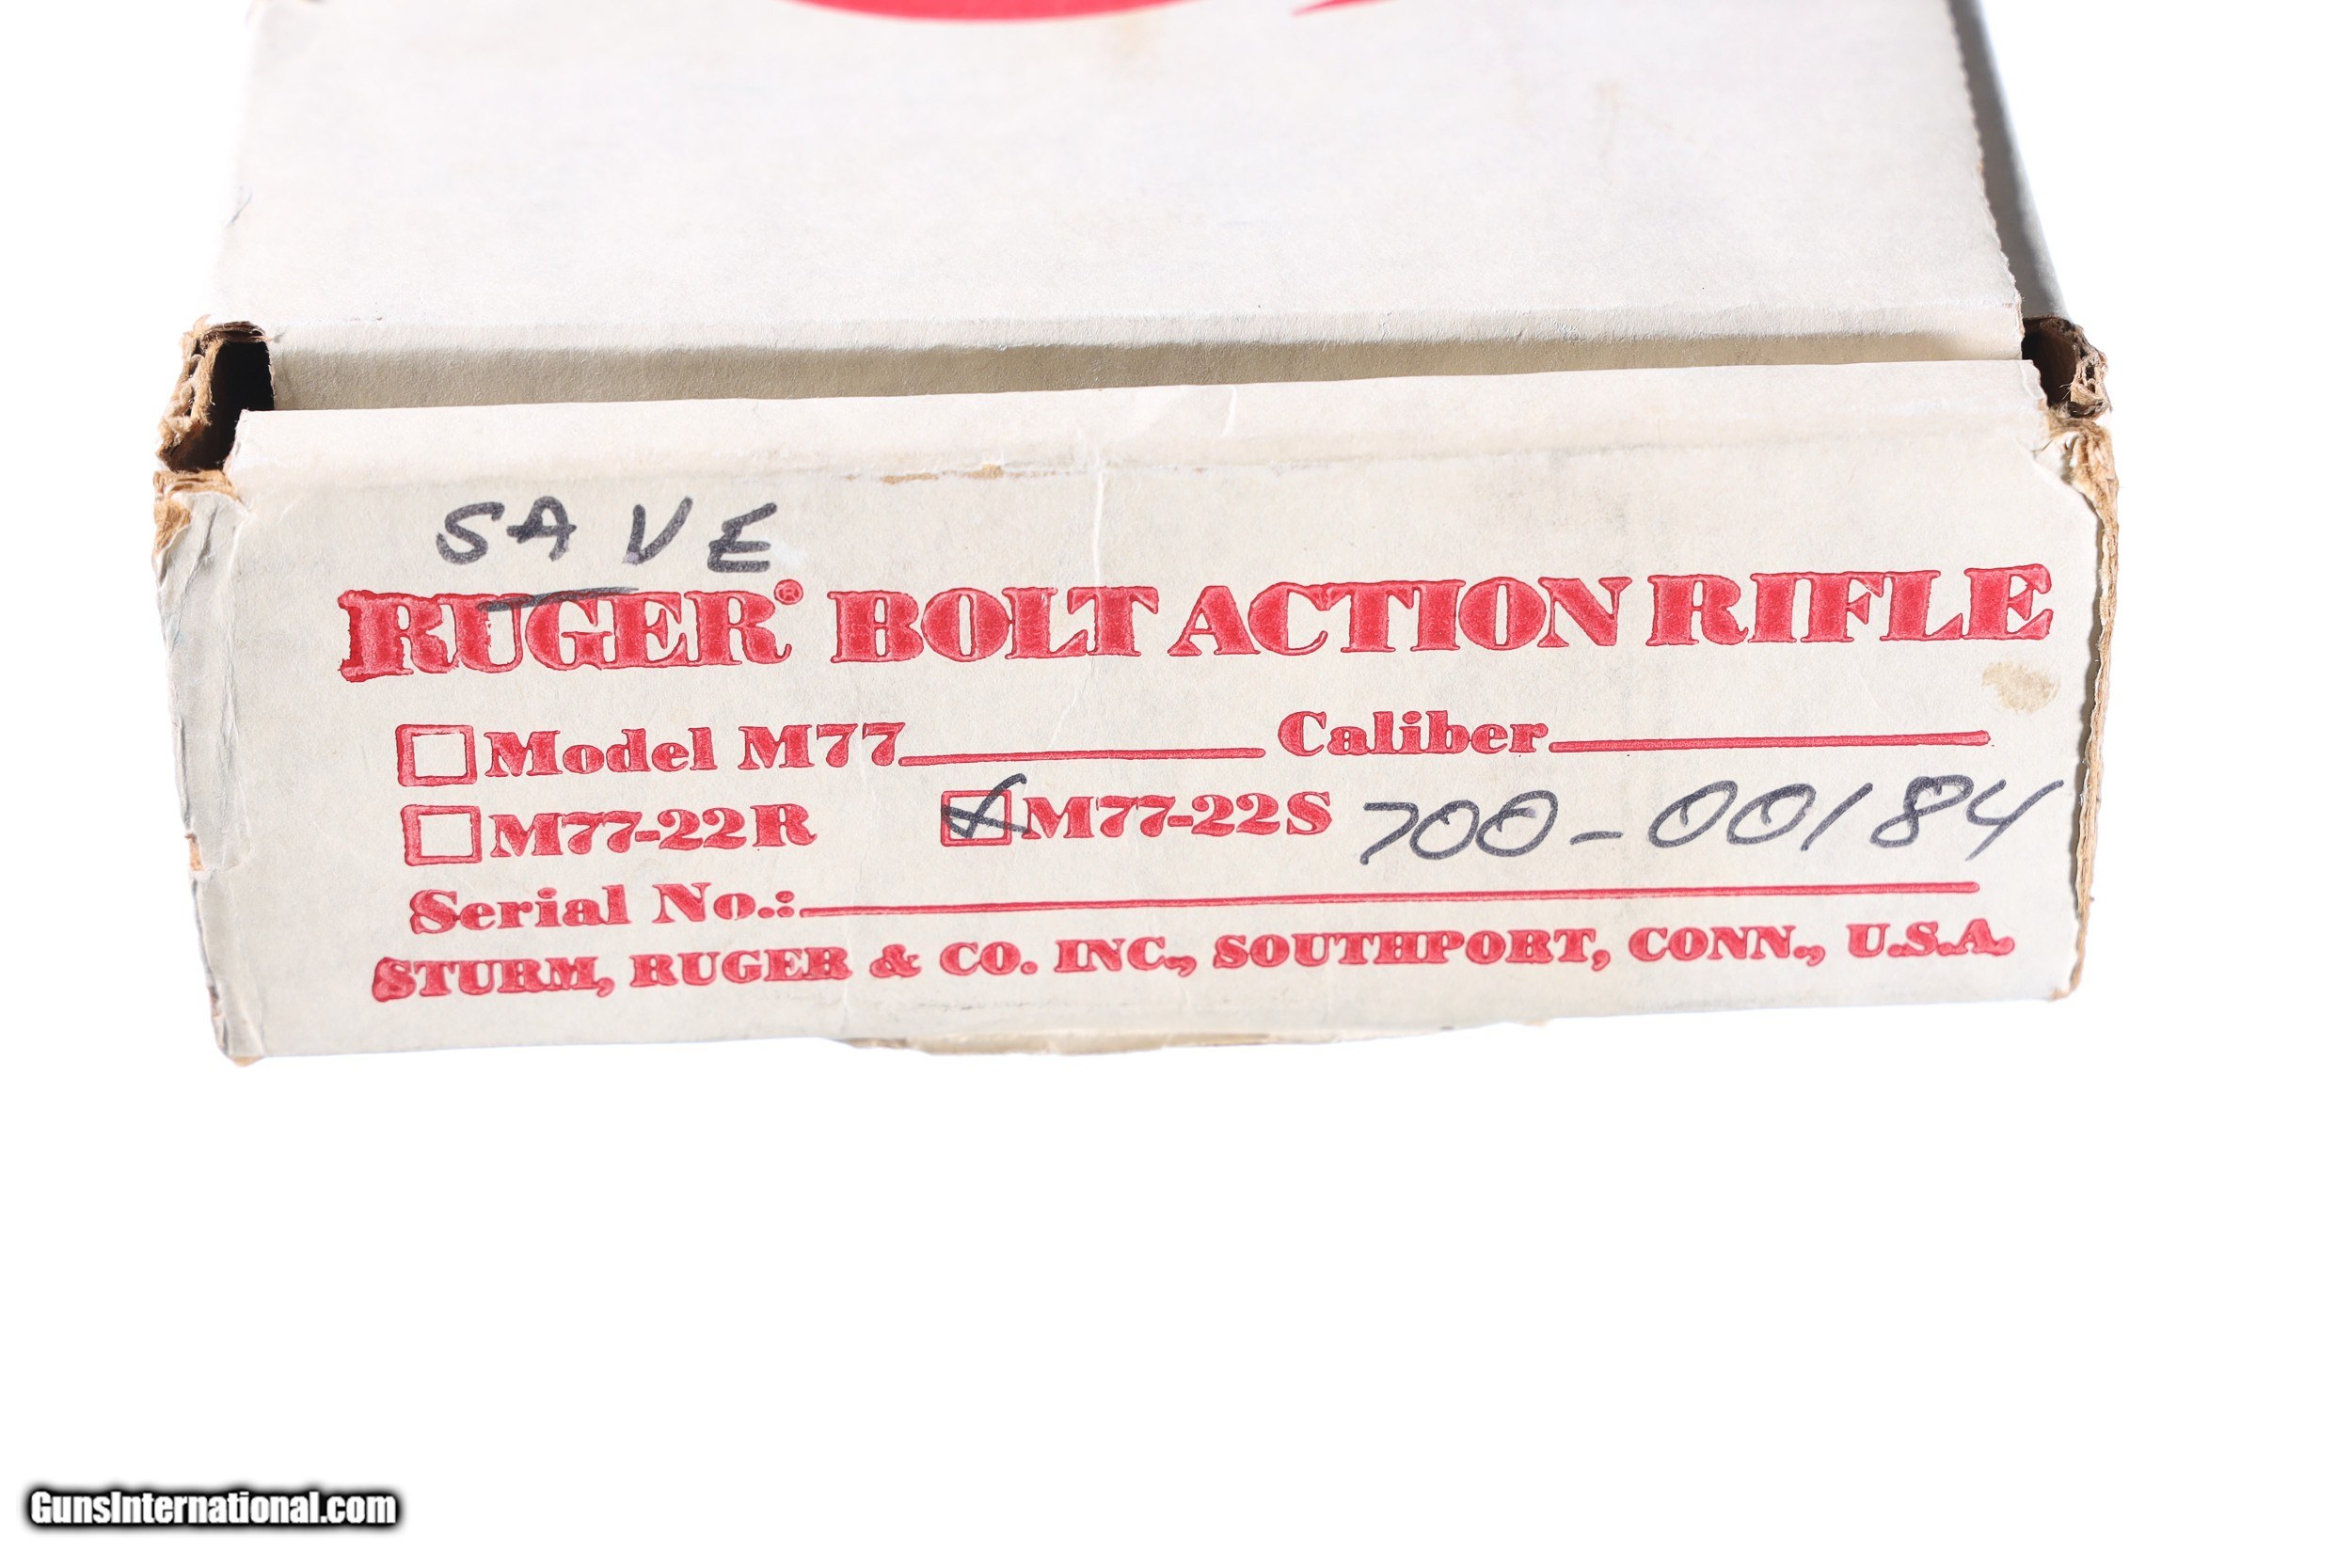 SAVE
RUGER® BOLT ACTION RIFLE
Model M77 Caliber
M77-22R M77-22S 700-00184
Serial No.:
STURM, RUGER & CO. INC., SOUTHPORT, CONN., U.S.A.
GunsInternational.com